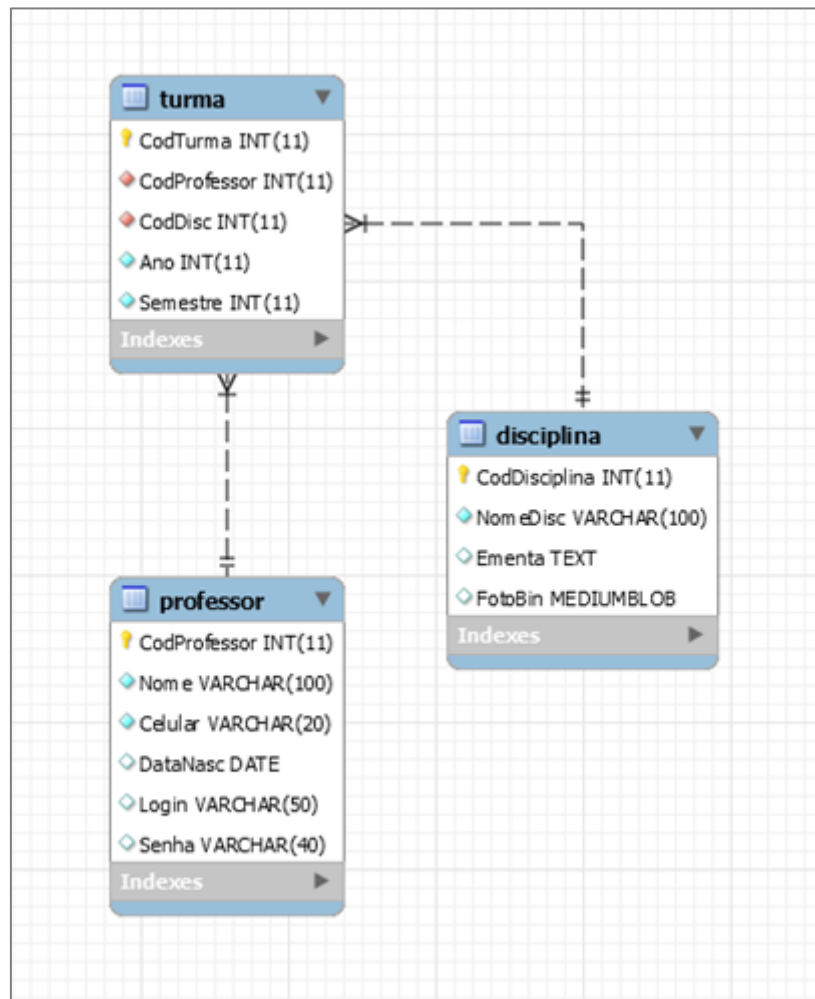 turma
CodTurma INT(11)
CodProfessor INT(11)
CodDisc INT(11)
Ano INT(11)
Semestre INT(11)
Indexes
disciplina
CodDisciplina INT(11)
NomeDisc VARCHAR(100)
Ementa TEXT
FotoBin MEDIUMBLOB
Indexes
professor
CodProfessor INT(11)
Nome VARCHAR(100)
Celular VARCHAR(20)
DataNasc DATE
Login VARCHAR(50)
Senha VARCHAR(40)
Indexes